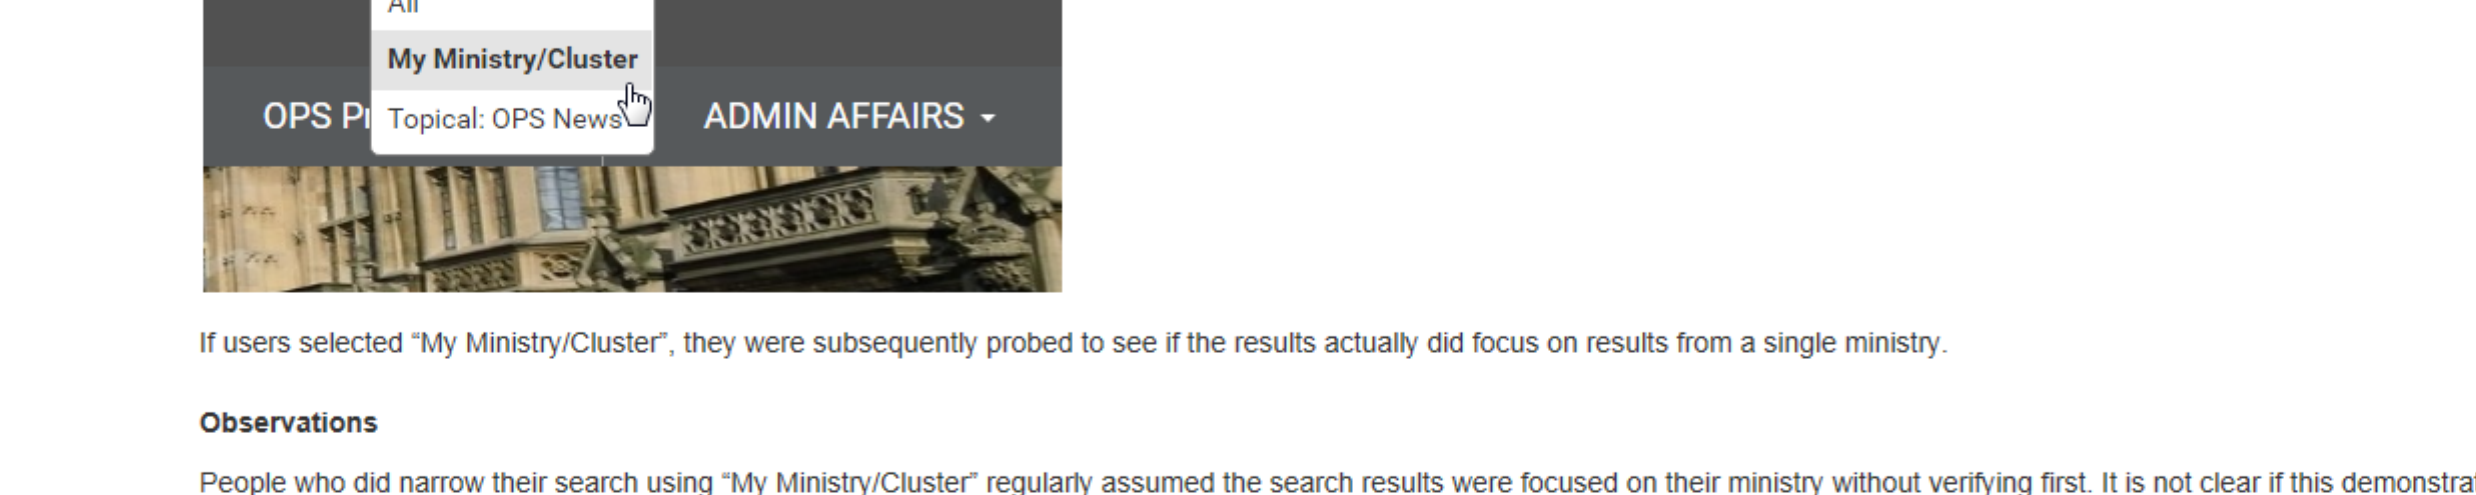 All
My Ministry/Cluster
OPS
Topical: OPS News
ADMIN AFFAIRS
If users selected “My Ministry/Cluster”, they were subsequently probed to see if the results actually did focus on results from a single ministry.
Observations
People who did narrow their search using “My Ministry/Cluster” regularly assumed the search results were focused on their ministry without verifying first. It is not clear if this